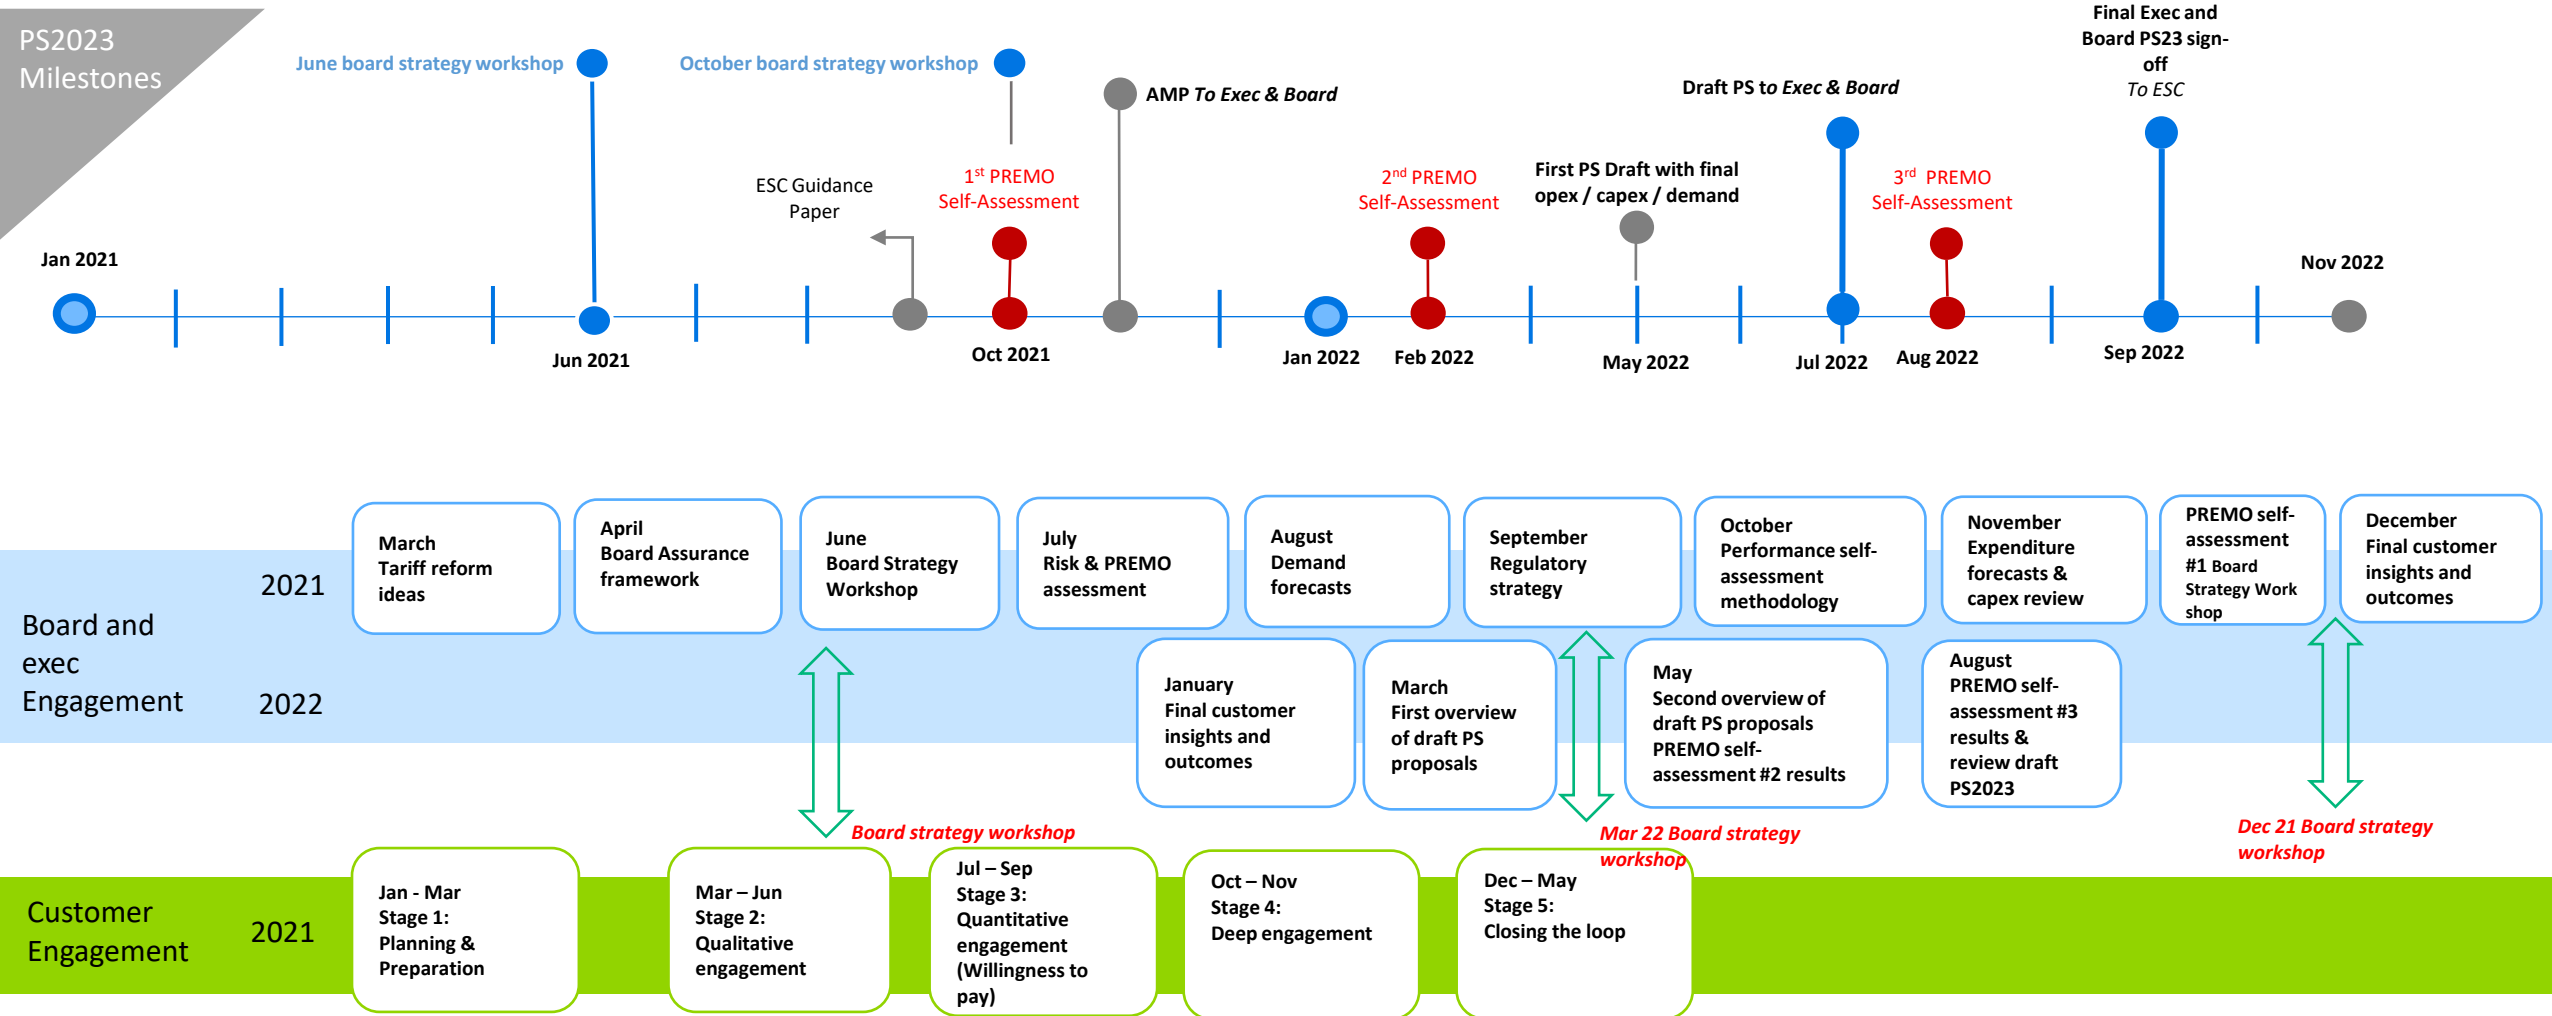 PS2023
Milestones
June board strategy workshop
October board strategy workshop
AMP To Exec & Board
Final Exec and
Board PS23 sign-
off
To ESC
Draft PS to Exec & Board
ESC Guidance
Paper
1st PREMO
Self-Assessment
2nd PREMO
Self-Assessment
First PS Draft with final
opex / capex / demand
3rd PREMO
Self-Assessment
Jan 2021
Nov 2022
Jun 2021
Oct 2021
Jan 2022
Feb 2022
May 2022
Jul 2022
Aug 2022
Sep 2022
Board and
exec
Engagement
2021
2022
March
Tariff reform
ideas
April
Board Assurance
framework
June
Board Strategy
Workshop
July
Risk & PREMO
assessment
August
Demand
forecasts
September
Regulatory
strategy
October
Performance self-
assessment
methodology
November
Expenditure
forecasts &
capex review
PREMO self-
assessment
#1 Board
Strategy Work
shop
December
Final customer
insights and
outcomes
January
Final customer
insights and
outcomes
March
First overview
of draft PS
proposals
May
Second overview of
draft PS proposals
PREMO self-
assessment #2 results
August
PREMO self-
assessment #3
results &
review draft
PS2023
Board strategy workshop
Mar 22 Board strategy
workshop
Dec 21 Board strategy
workshop
Customer
Engagement
2021
Jan - Mar
Stage 1:
Planning &
Preparation
Mar – Jun
Stage 2:
Qualitative
engagement
Jul – Sep
Stage 3:
Quantitative
engagement
(Willingness to
pay)
Oct – Nov
Stage 4:
Deep engagement
Dec – May
Stage 5:
Closing the loop